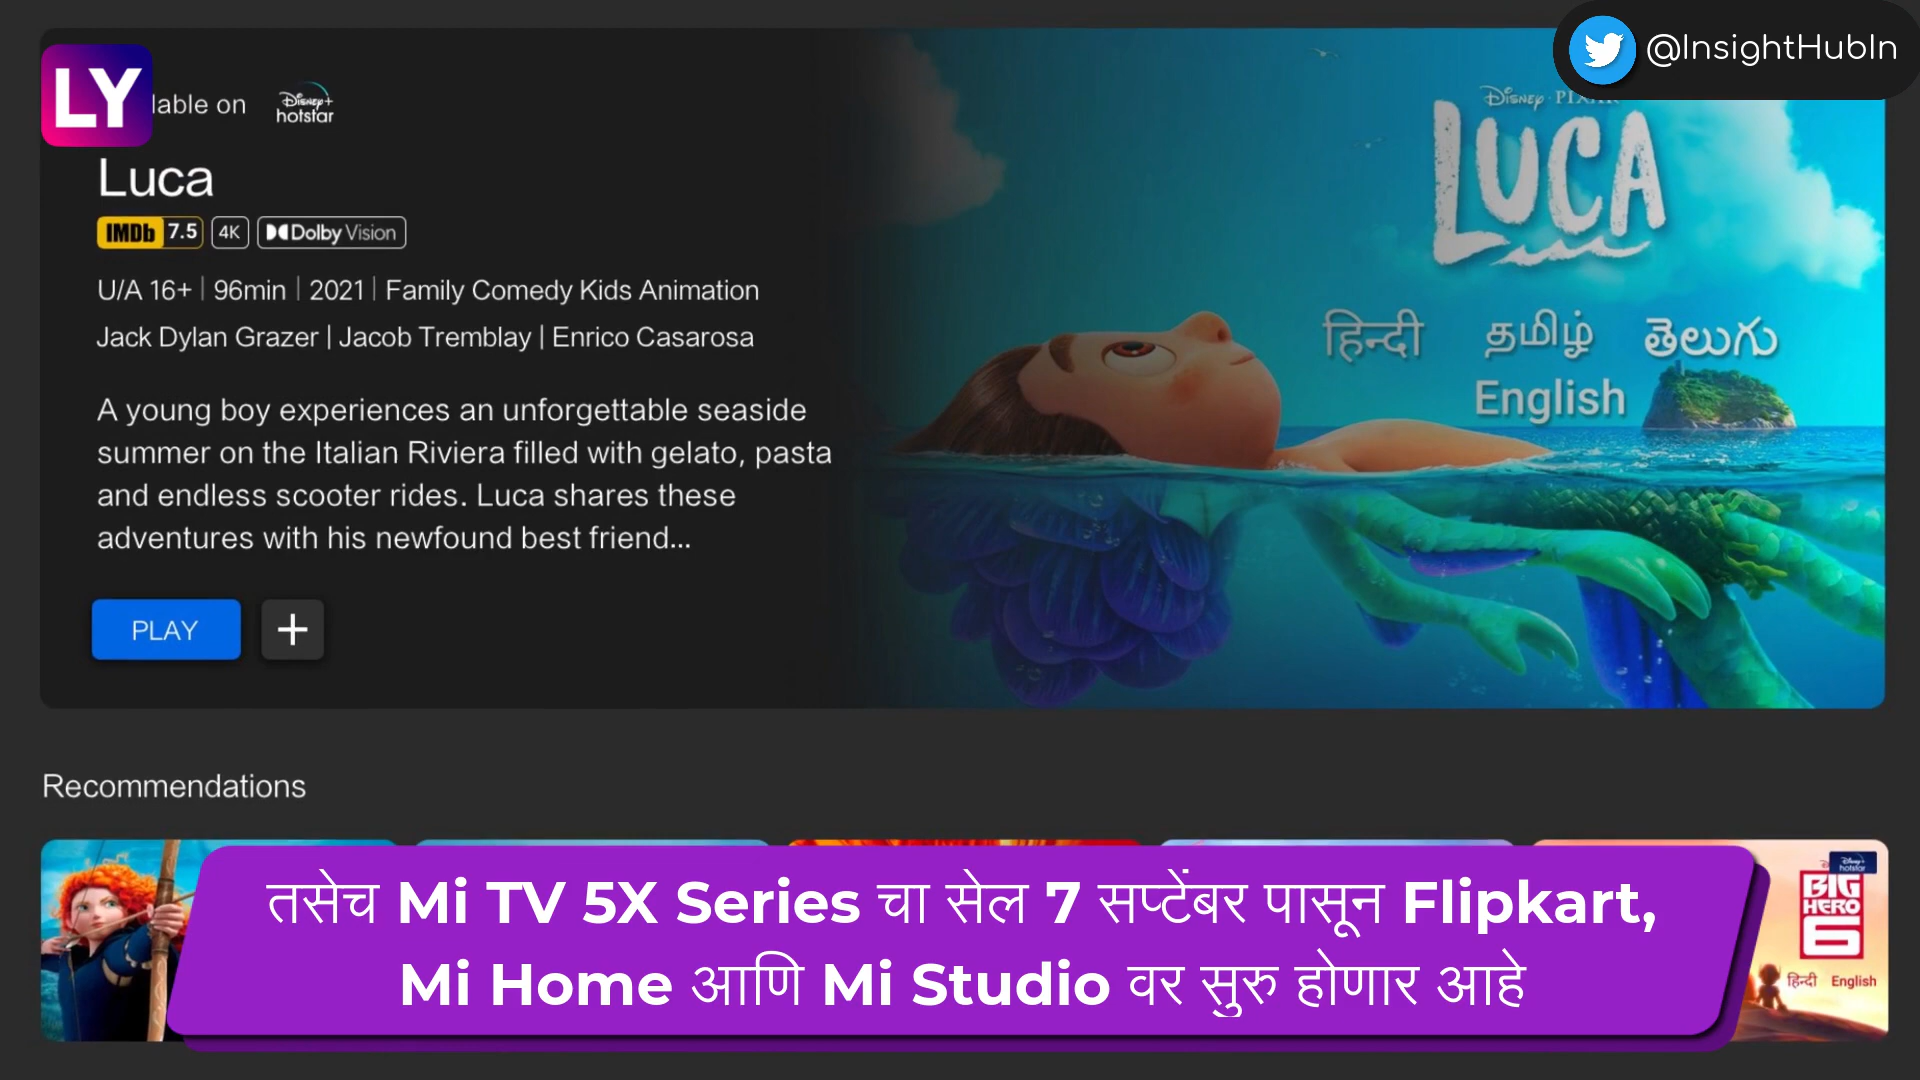 LY
@InsightHubIn
lable on Disney+ hotstar
Luca
IMDb 7.5 4K Dolby Vision
U/A 16+ | 96min | 2021 | Family Comedy Kids Animation
Jack Dylan Grazer | Jacob Tremblay | Enrico Casarosa
A young boy experiences an unforgettable seaside
summer on the Italian Riviera filled with gelato, pasta
and endless scooter rides. Luca shares these
adventures with his newfound best friend...
PLAY +
Disney · PIXAR
LUCA
हिन्दी தமிழ் తెలుగు
English
Recommendations
Disney+ hotstar
BIG
HERO
6
हिन्दी English
तसेच Mi TV 5X Series चा सेल 7 सप्टेंबर पासून Flipkart,
Mi Home आणि Mi Studio वर सुरु होणार आहे